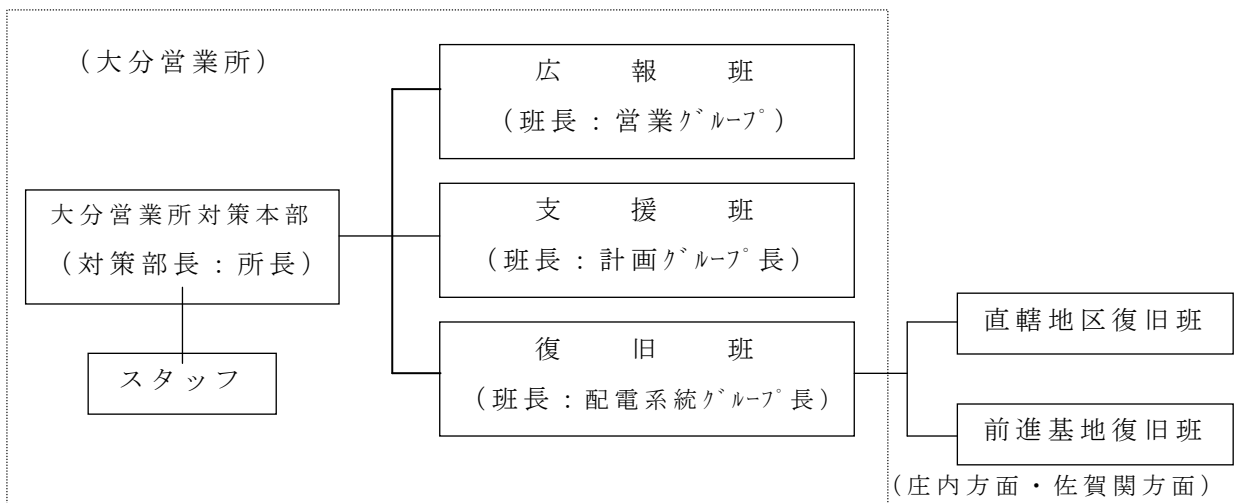 (大分営業所)
広報班
(班長：営業ｸﾞﾙｰﾌﾟ)
大分営業所対策本部
(対策部長：所長)
スタッフ
支援班
(班長：計画ｸﾞﾙｰﾌﾟ長)
復旧班
(班長：配電系統ｸﾞﾙｰﾌﾟ長)
直轄地区復旧班
前進基地復旧班
(庄内方面・佐賀関方面)